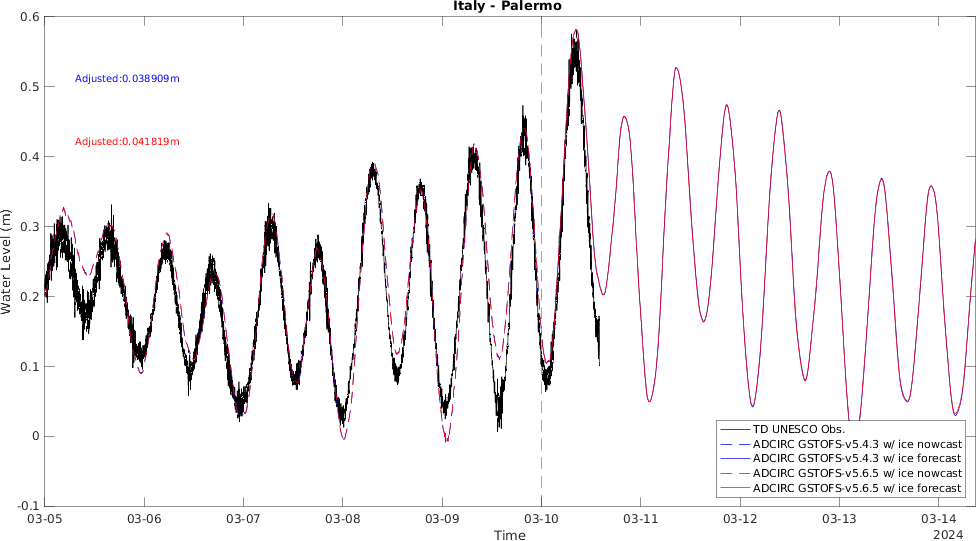 Italy - Palermo
0.6
0.5
0.4
0.3
0.2
0.1
0
-0.1
Water Level (m)
Adjusted:0.038909m
Adjusted:0.041819m
TD UNESCO Obs.
ADCIRC GSTOFS-v5.4.3 w/ ice nowcast
ADCIRC GSTOFS-v5.4.3 w/ ice forecast
ADCIRC GSTOFS-v5.6.5 w/ ice nowcast
ADCIRC GSTOFS-v5.6.5 w/ ice forecast
03-05 03-06 03-07 03-08 03-09 03-10 03-11 03-12 03-13 03-14
2024
Time